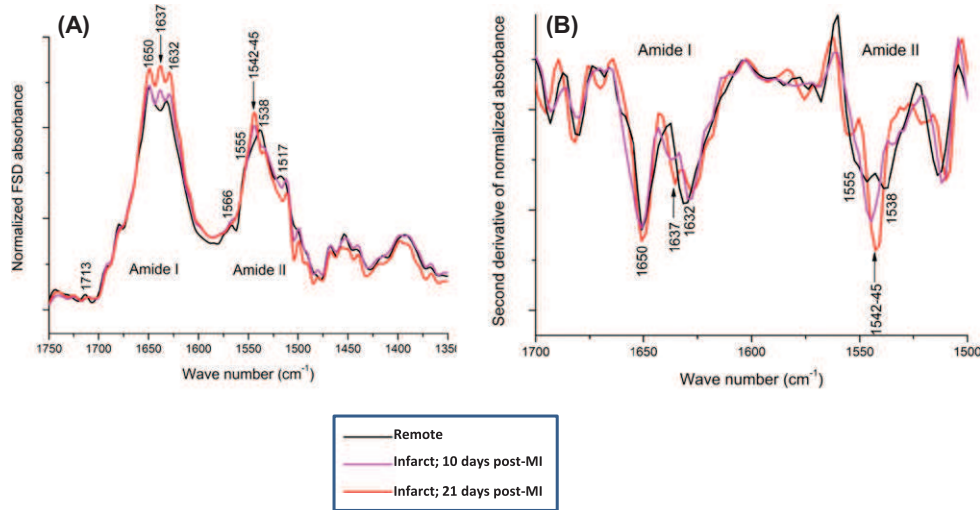 (A)
1650
1637
1632
1542-45
1538
1555
1566
1517
1713
Amide I
Amide II
Normalized FSD absorbance
1750 1700 1650 1600 1550 1500 1450 1400 1350
Wave number (cm⁻¹)
(B)
Amide I
Amide II
1650
1637
1632
1555
1538
1542-45
Second derivative of normalized absorbance
1700 1650 1600 1550 1500
Wave number (cm⁻¹)
Remote
Infarct; 10 days post-MI
Infarct; 21 days post-MI